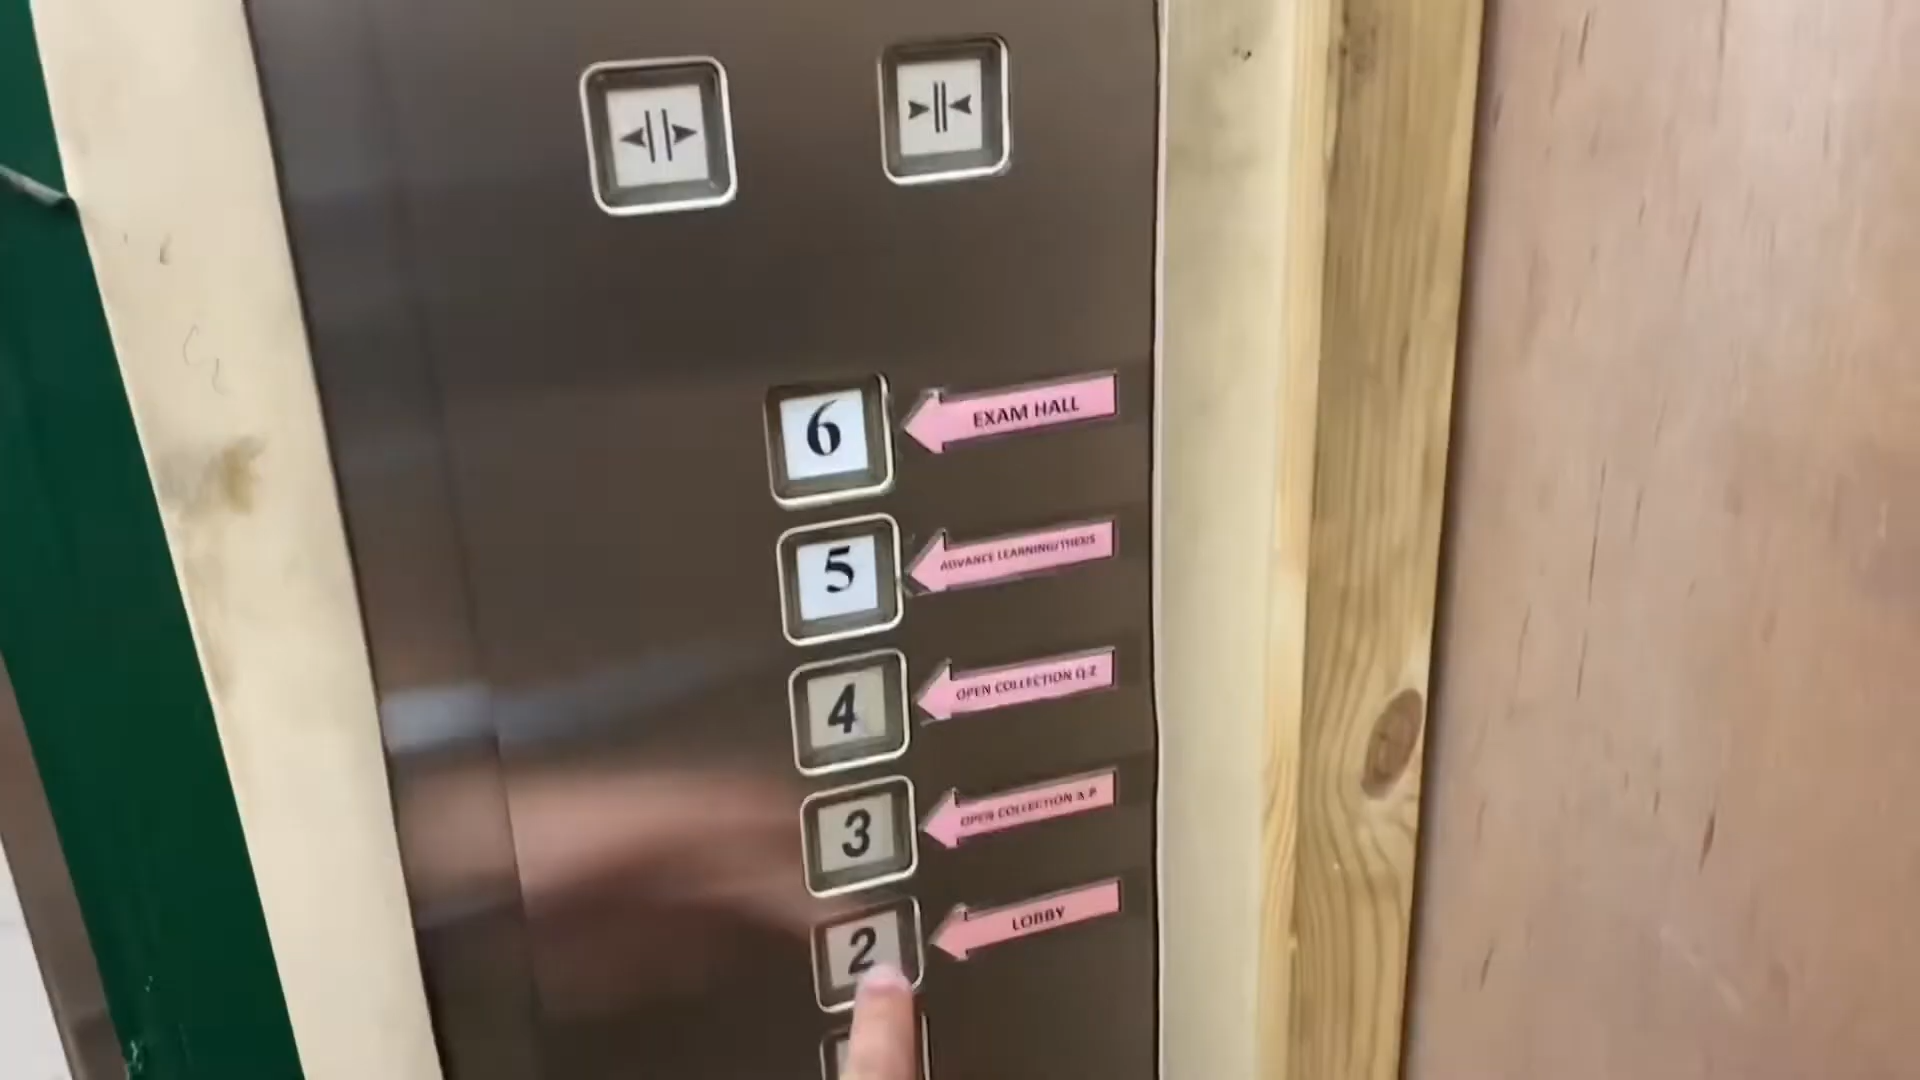 6 EXAM HALL
5 ADVANCE LEARNING/THESIS
4 OPEN COLLECTION Q-Z
3 OPEN COLLECTION A-P
2 LOBBY